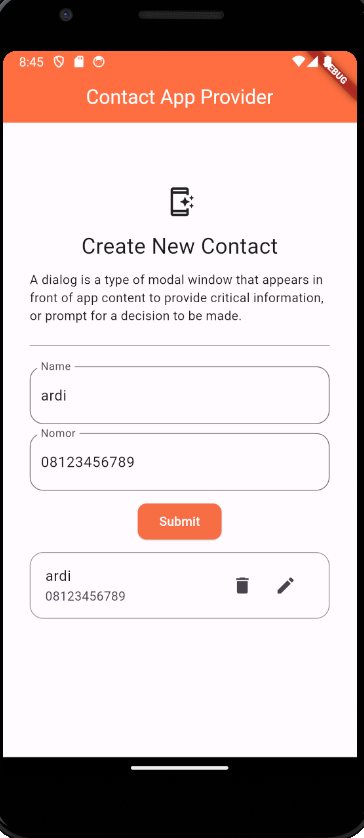 8:45
DEBUG
Contact App Provider
Create New Contact
A dialog is a type of modal window that appears in
front of app content to provide critical information,
or prompt for a decision to be made.
Name
ardi
Nomor
08123456789
Submit
ardi
08123456789